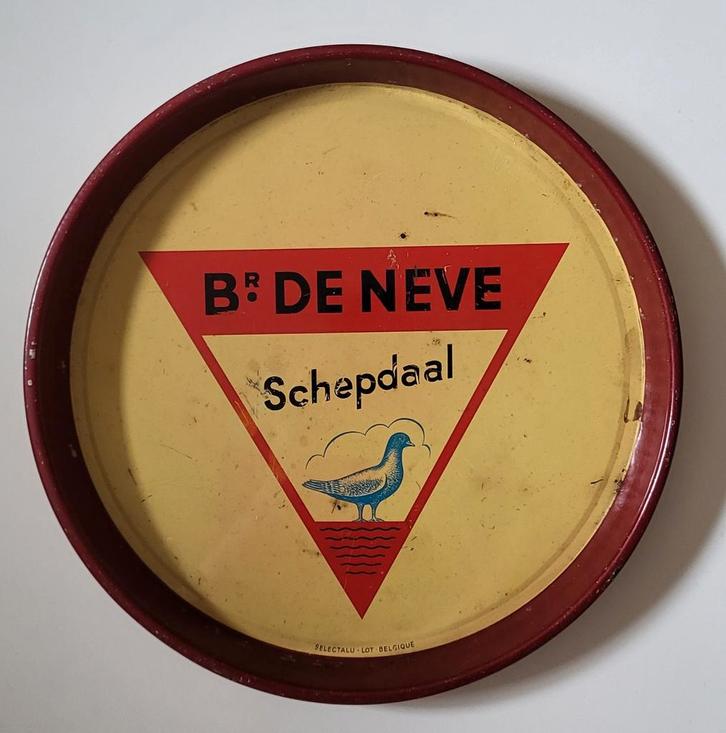 BR. DE NEVE
Schepdaal
SELECTALU - LOT - BELGIQUE